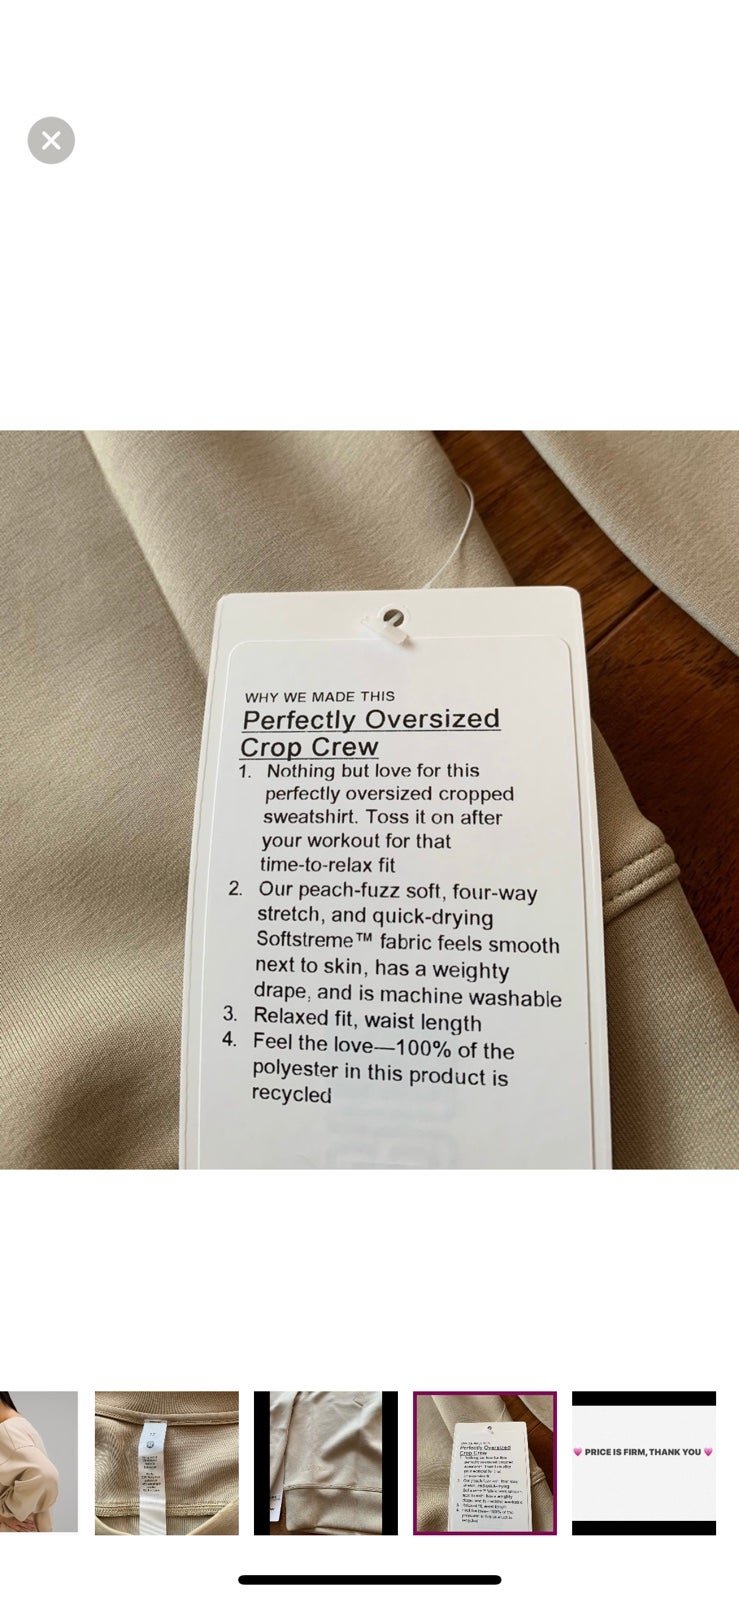 WHY WE MADE THIS
Perfectly Oversized
Crop Crew
1. Nothing but love for this
perfectly oversized cropped
sweatshirt. Toss it on after
your workout for that
time-to-relax fit
2. Our peach-fuzz soft, four-way
stretch, and quick-drying
Softstreme™ fabric feels smooth
next to skin, has a weighty
drape, and is machine washable
3. Relaxed fit, waist length
4. Feel the love—100% of the
polyester in this product is
recycled
💗 PRICE IS FIRM, THANK YOU 💗